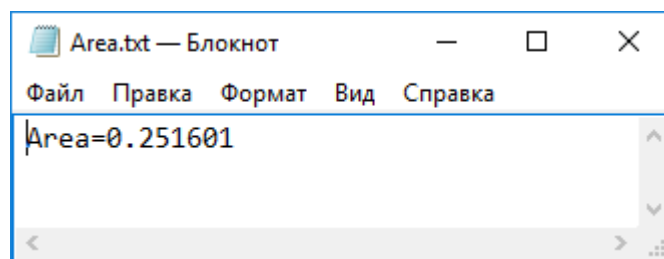 Area.txt — Блокнот
Файл Правка Формат Вид Справка
Area=0.251601